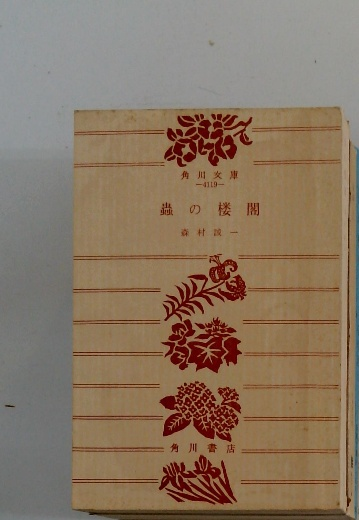 角川文庫
—4119—
蟲の楼閣
森村誠一
角川書店